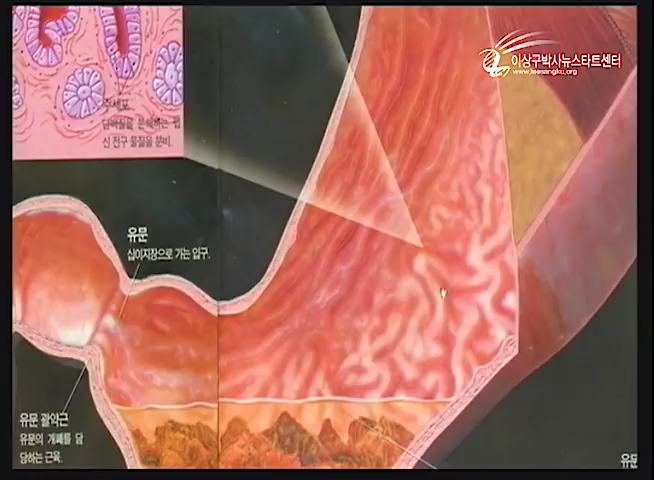 이상구박사뉴스타트센터
www.leesangku.org
주세포
단백질을 분해하는 펩
신 전구 물질을 분비.
유문
십이지장으로 가는 입구.
유문 괄약근
유문의 개폐를 담
당하는 근육.
유문